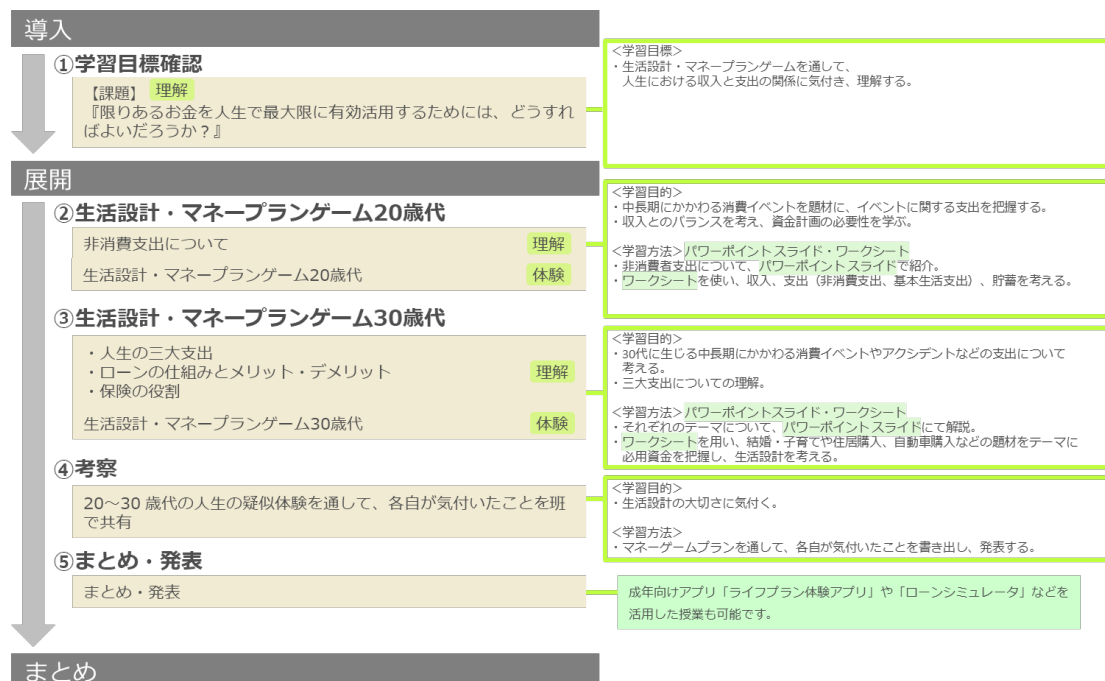 導入
①学習目標確認
【課題】 理解
『限りあるお金を人生で最大限に有効活用するためには、どうすれ
ばよいだろうか？』
＜学習目標＞
・生活設計・マネープランゲームを通して、
人生における収入と支出の関係に気付き、理解する。
展開
②生活設計・マネープランゲーム20歳代
非消費支出について 理解
生活設計・マネープランゲーム20歳代 体験
＜学習目的＞
・中長期にかかわる消費イベントを題材に、イベントに関する支出を把握する。
・収入とのバランスを考え、資金計画の必要性を学ぶ。
＜学習方法＞パワーポイントスライド・ワークシート
・非消費者支出について、パワーポイントスライドで紹介。
・ワークシートを使い、収入、支出（非消費支出、基本生活支出）、貯蓄を考える。
③生活設計・マネープランゲーム30歳代
・人生の三大支出
・ローンの仕組みとメリット・デメリット 理解
・保険の役割
生活設計・マネープランゲーム30歳代 体験
＜学習目的＞
・30代に生じる中長期にかかわる消費イベントやアクシデントなどの支出について
考える。
・三大支出についての理解。
＜学習方法＞パワーポイントスライド・ワークシート
・それぞれのテーマについて、パワーポイントスライドにて解説。
・ワークシートを用い、結婚・子育てや住居購入、自動車購入などの題材をテーマに
必用資金を把握し、生活設計を考える。
④考察
20～30 歳代の人生の疑似体験を通して、各自が気付いたことを班
で共有
＜学習目的＞
・生活設計の大切さに気付く。
＜学習方法＞
・マネーゲームプランを通して、各自が気付いたことを書き出し、発表する。
⑤まとめ・発表
まとめ・発表
成年向けアプリ「ライフプラン体験アプリ」や「ローンシミュレータ」などを
活用した授業も可能です。
まとめ